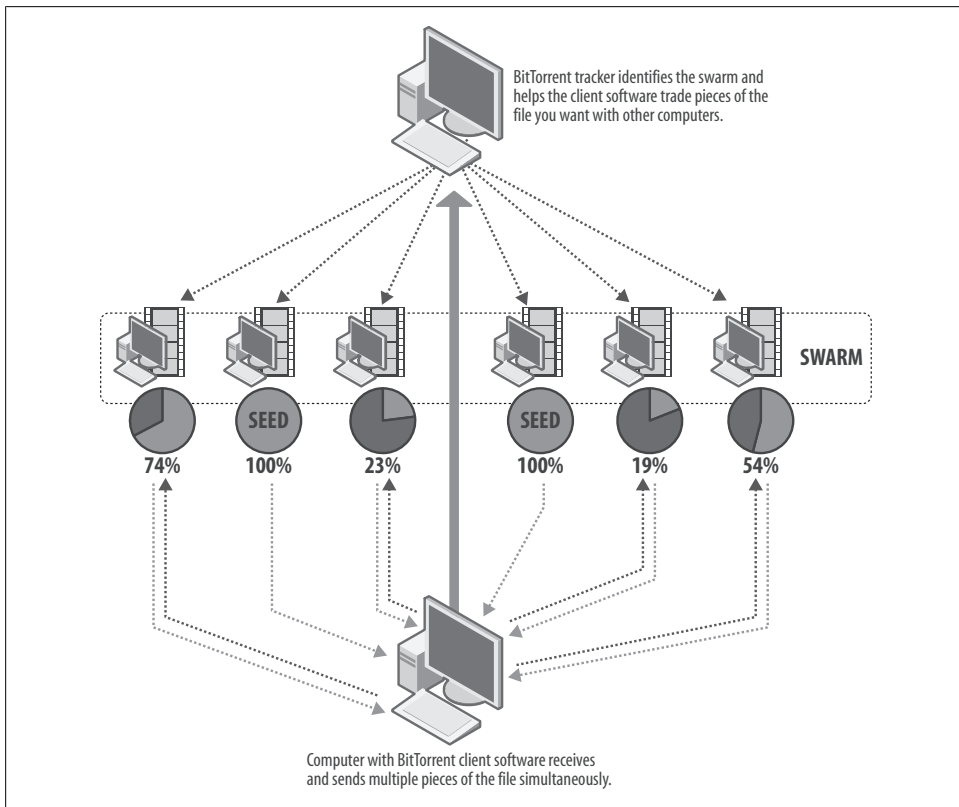 BitTorrent tracker identifies the swarm and
helps the client software trade pieces of the
file you want with other computers.
SWARM
SEED
SEED
74%
100%
23%
100%
19%
54%
Computer with BitTorrent client software receives
and sends multiple pieces of the file simultaneously.